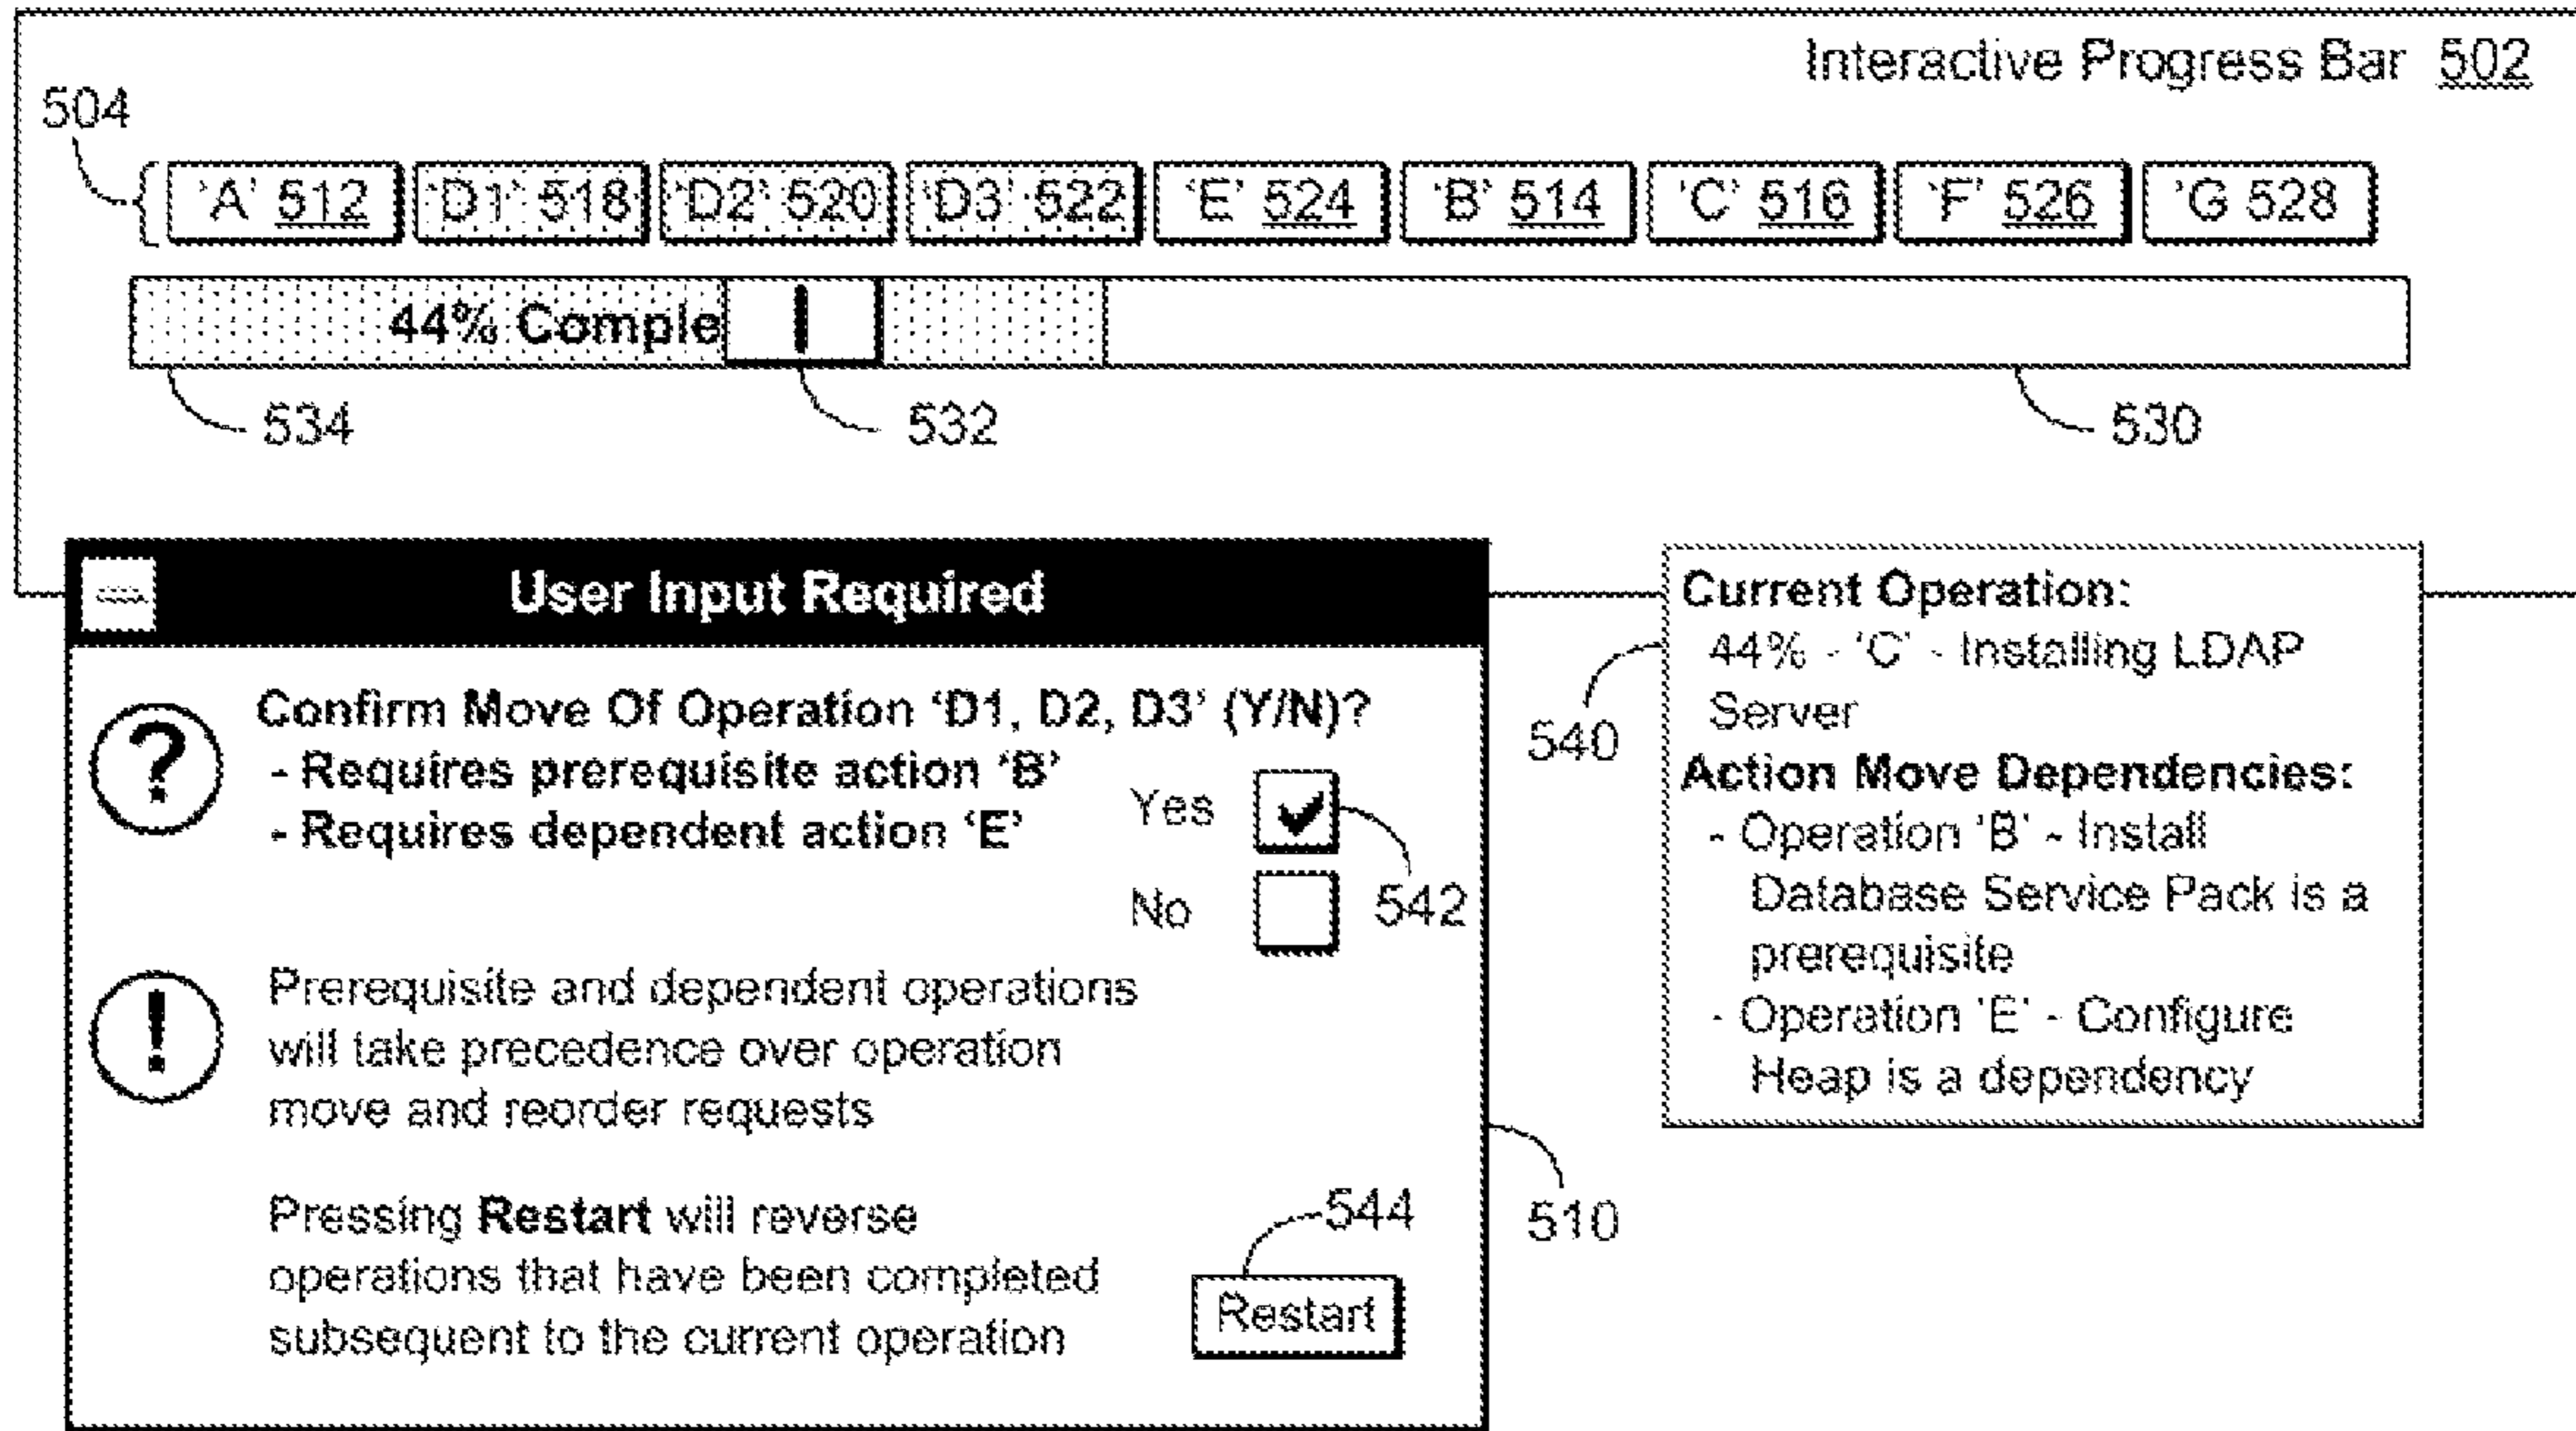 Interactive Progress Bar 502
504
'A' 512 'D1' 518 'D2' 520 'D3' 522 'E' 524 'B' 514 'C' 516 'F' 526 'G 528
44% Comple
534 532 530
User Input Required
Confirm Move Of Operation 'D1, D2, D3' (Y/N)?
- Requires prerequisite action 'B'
- Requires dependent action 'E'
Yes
No
542
Prerequisite and dependent operations
will take precedence over operation
move and reorder requests
Pressing Restart will reverse
operations that have been completed
subsequent to the current operation
544
Restart
510
540
Current Operation:
44% - 'C' - Installing LDAP
Server
Action Move Dependencies:
- Operation 'B' - Install
Database Service Pack is a
prerequisite
- Operation 'E' - Configure
Heap is a dependency